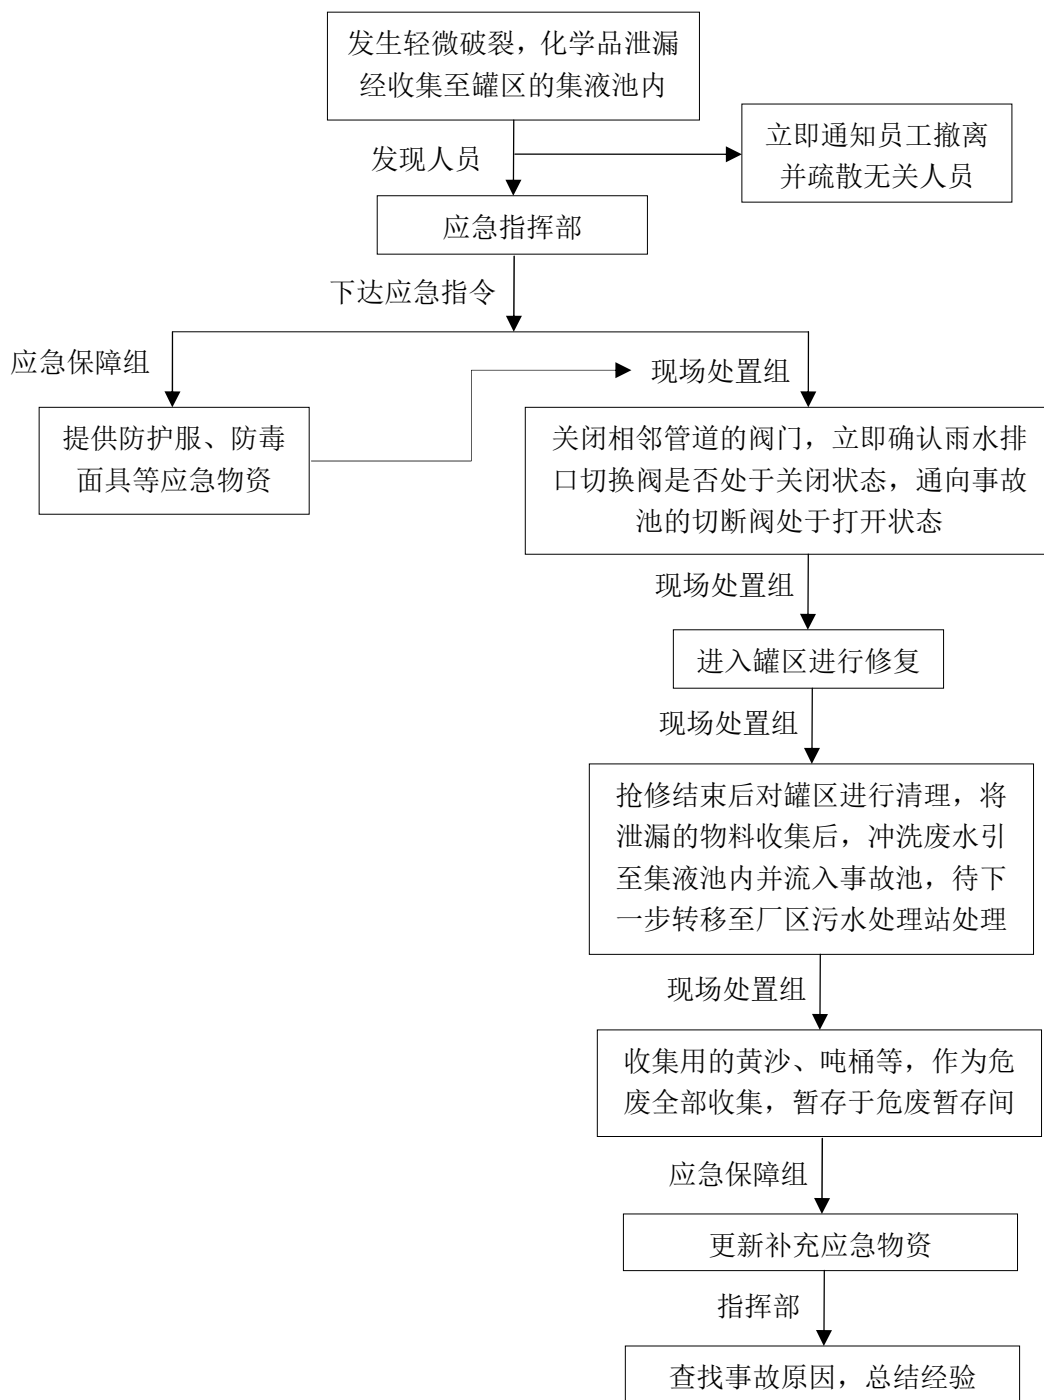 发生轻微破裂，化学品泄漏
经收集至罐区的集液池内
发现人员
立即通知员工撤离
并疏散无关人员
应急指挥部
下达应急指令
应急保障组
现场处置组
提供防护服、防毒
面具等应急物资
关闭相邻管道的阀门，立即确认雨水排
口切换阀是否处于关闭状态，通向事故
池的切断阀处于打开状态
现场处置组
进入罐区进行修复
现场处置组
抢修结束后对罐区进行清理，将
泄漏的物料收集后，冲洗废水引
至集液池内并流入事故池，待下
一步转移至厂区污水处理站处理
现场处置组
收集用的黄沙、吨桶等，作为危
废全部收集，暂存于危废暂存间
应急保障组
更新补充应急物资
指挥部
查找事故原因，总结经验